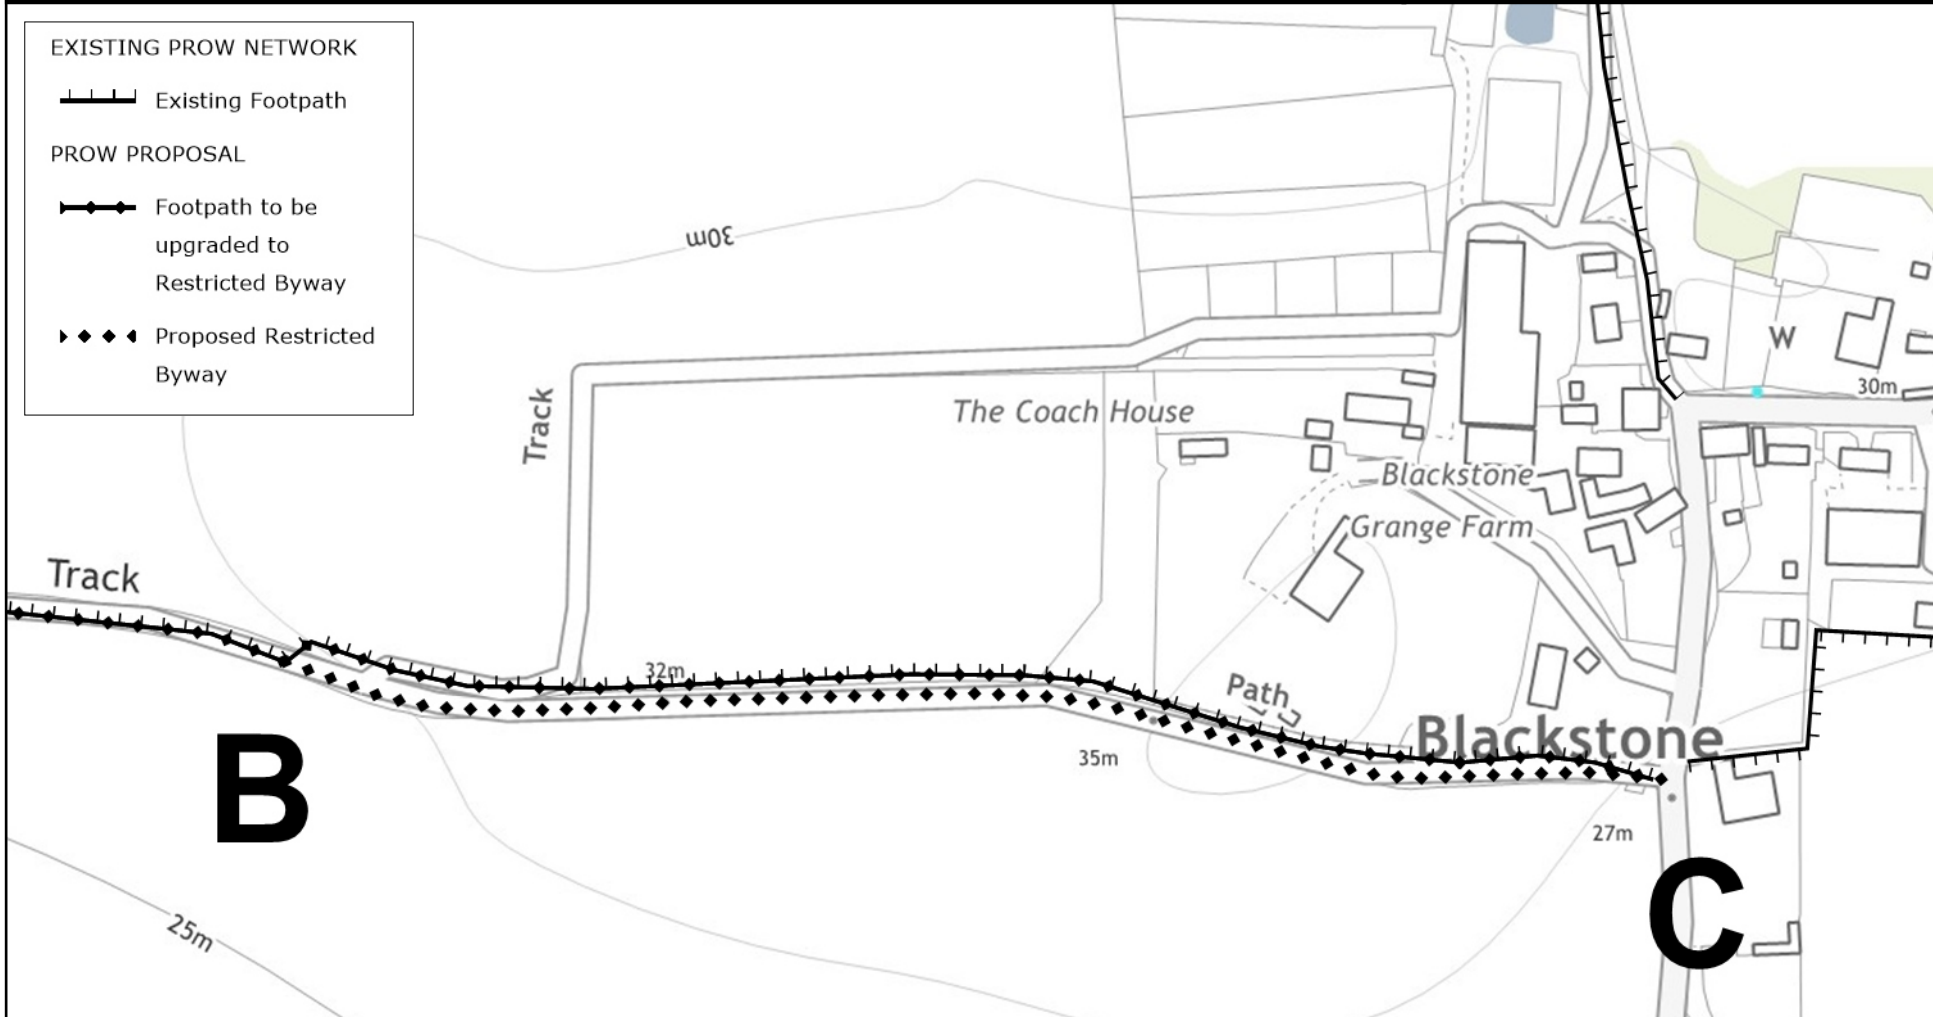 EXISTING PROW NETWORK
Existing Footpath
PROW PROPOSAL
Footpath to be
upgraded to
Restricted Byway
Proposed Restricted
Byway
30m
W
30m
Track
The Coach House
Blackstone
Grange Farm
Track
32m
Path
Blackstone
35m
B
27m
C
25m